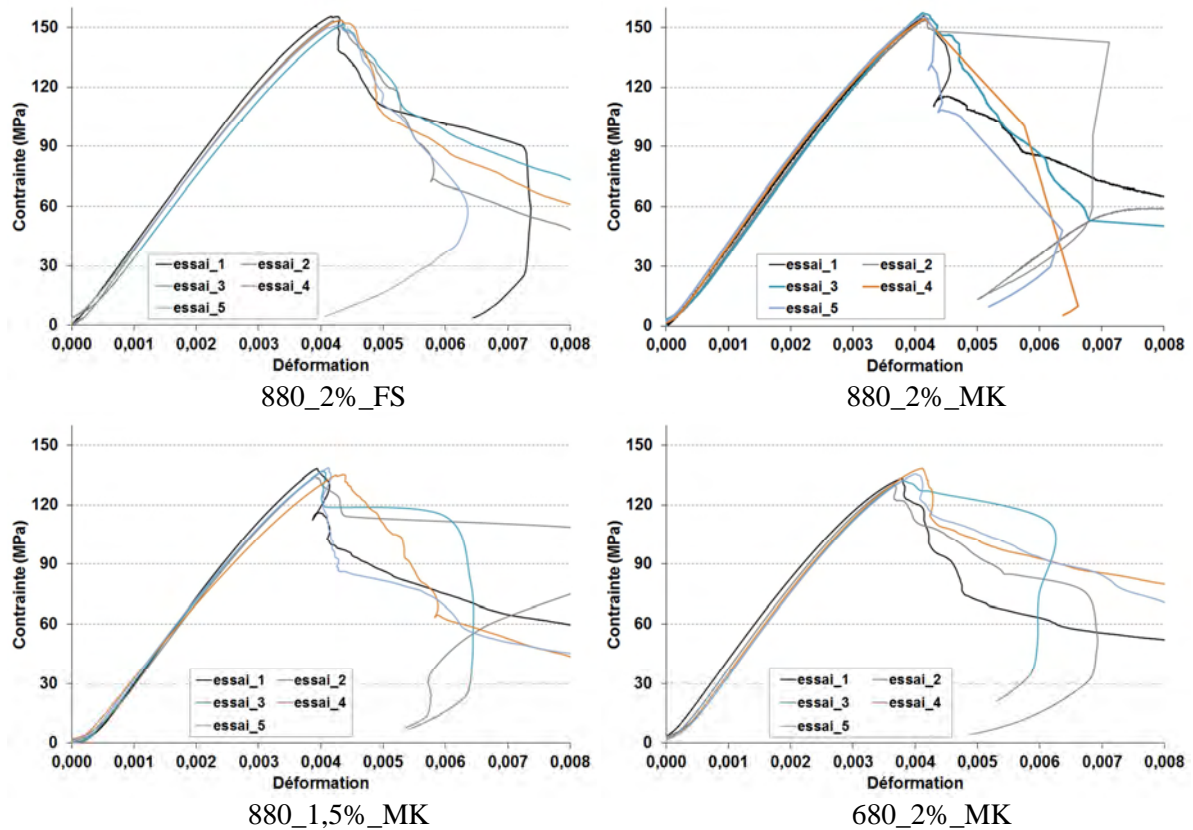 Contrainte (MPa)
150
120
90
60
30
0
essai_1 essai_2
essai_3 essai_4
essai_5
0,000 0,001 0,002 0,003 0,004 0,005 0,006 0,007 0,008
Déformation
880_2%_FS
Contrainte (MPa)
150
120
90
60
30
0
essai_1 essai_2
essai_3 essai_4
essai_5
0,000 0,001 0,002 0,003 0,004 0,005 0,006 0,007 0,008
Déformation
880_2%_MK
Contrainte (MPa)
150
120
90
60
30
0
essai_1 essai_2
essai_3 essai_4
essai_5
0,000 0,001 0,002 0,003 0,004 0,005 0,006 0,007 0,008
Déformation
880_1,5%_MK
Contrainte (MPa)
150
120
90
60
30
0
essai_1 essai_2
essai_3 essai_4
essai_5
0,000 0,001 0,002 0,003 0,004 0,005 0,006 0,007 0,008
Déformation
680_2%_MK